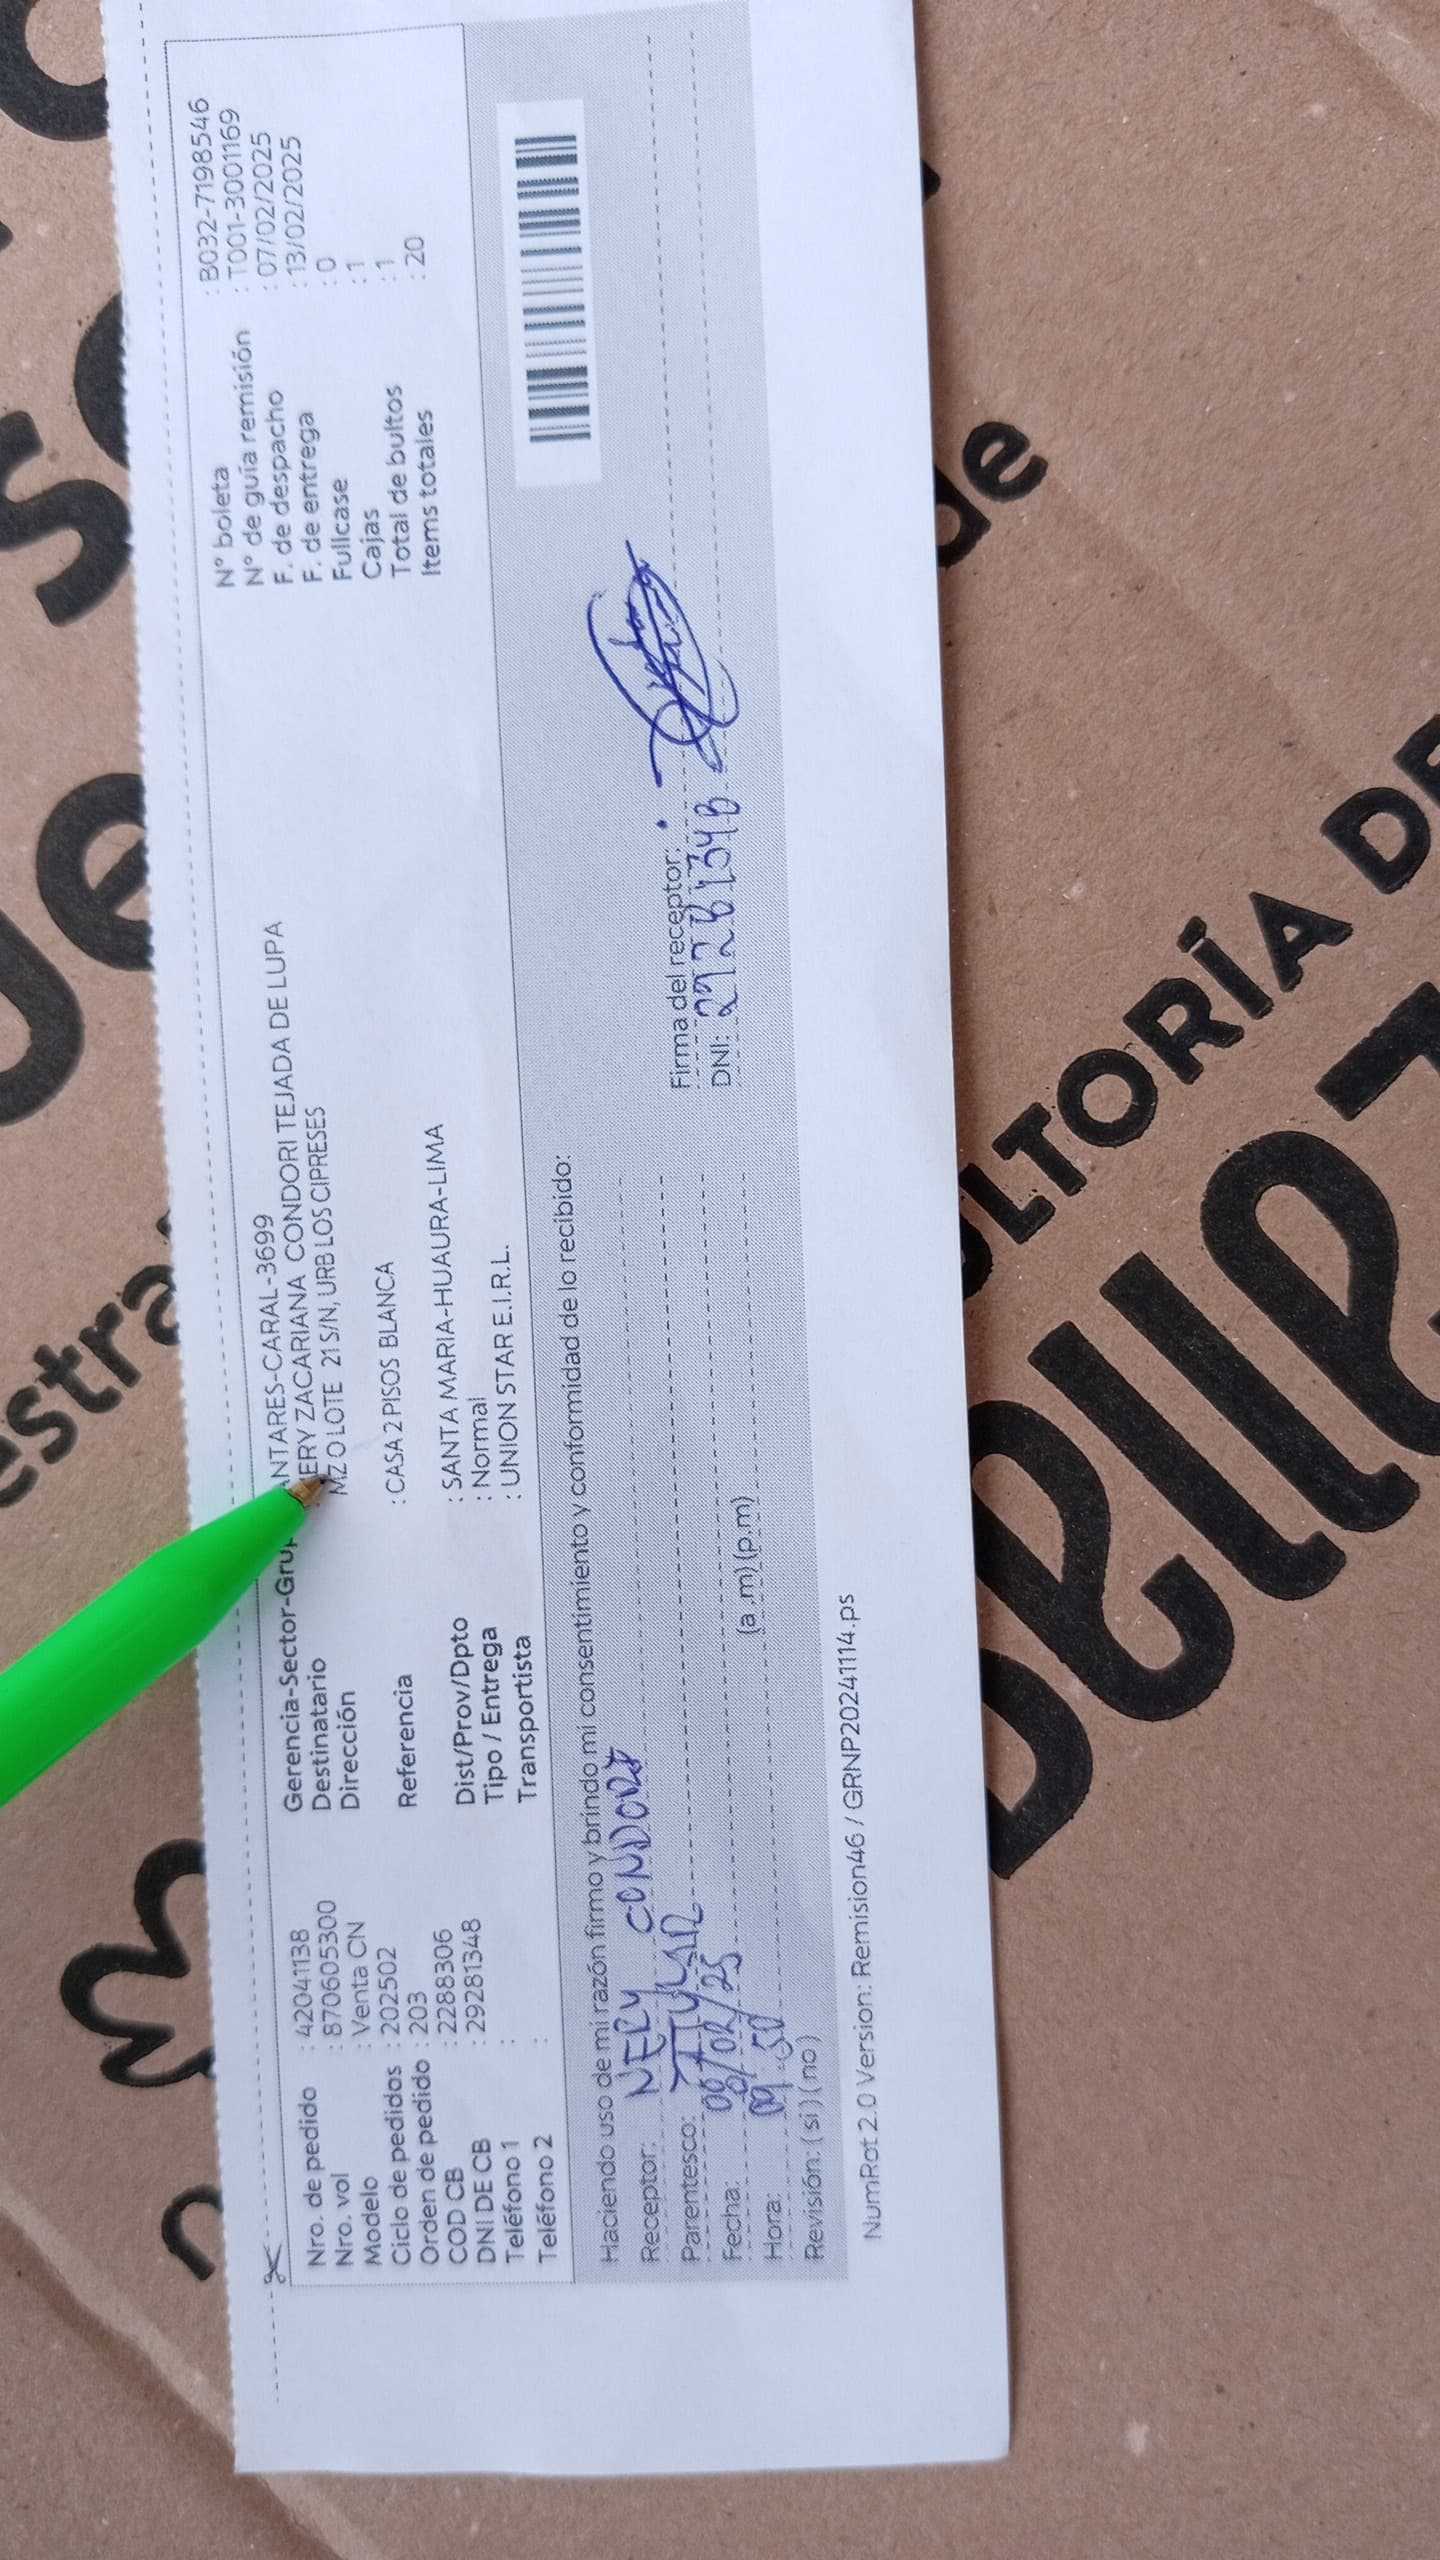 Nro. de pedido : 42041138
Nro. vol : 870605300
Modelo : Venta CN
Ciclo de pedidos : 202502
Orden de pedido : 203
COD CB : 2288306
DNI DE CB : 29281348
Teléfono 1 :
Teléfono 2 :
Gerencia-Sector-Gru NTARES-CARAL-3699
Destinatario ERY ZACARIANA CONDORI TEJADA DE LUPA
Dirección MZ O LOTE 21 S/N, URB LOS CIPRESES
Referencia : CASA 2 PISOS BLANCA
Dist/Prov/Dpto : SANTA MARIA-HUAURA-LIMA
Tipo / Entrega : Normal
Transportista : UNION STAR E.I.R.L.
N° boleta : B032-7198546
N° de guía remisión : T001-3001169
F. de despacho : 07/02/2025
F. de entrega : 13/02/2025
Fullcase : 0
Cajas : 1
Total de bultos : 1
Items totales : 20
Haciendo uso de mi razón firmo y brindo mi consentimiento y conformidad de lo recibido:
Receptor: NERY CONDORI
Parentesco: TITULAR
Fecha: 08/02/25
Hora: 09:50 (a .m) (p.m)
Revisión: ( si ) ( no )
Firma del receptor:
DNI: 29281348
NumRot 2.0 Version: Remision46 / GRNP20241114.ps
estra
de
ULTORÍA DE
belle